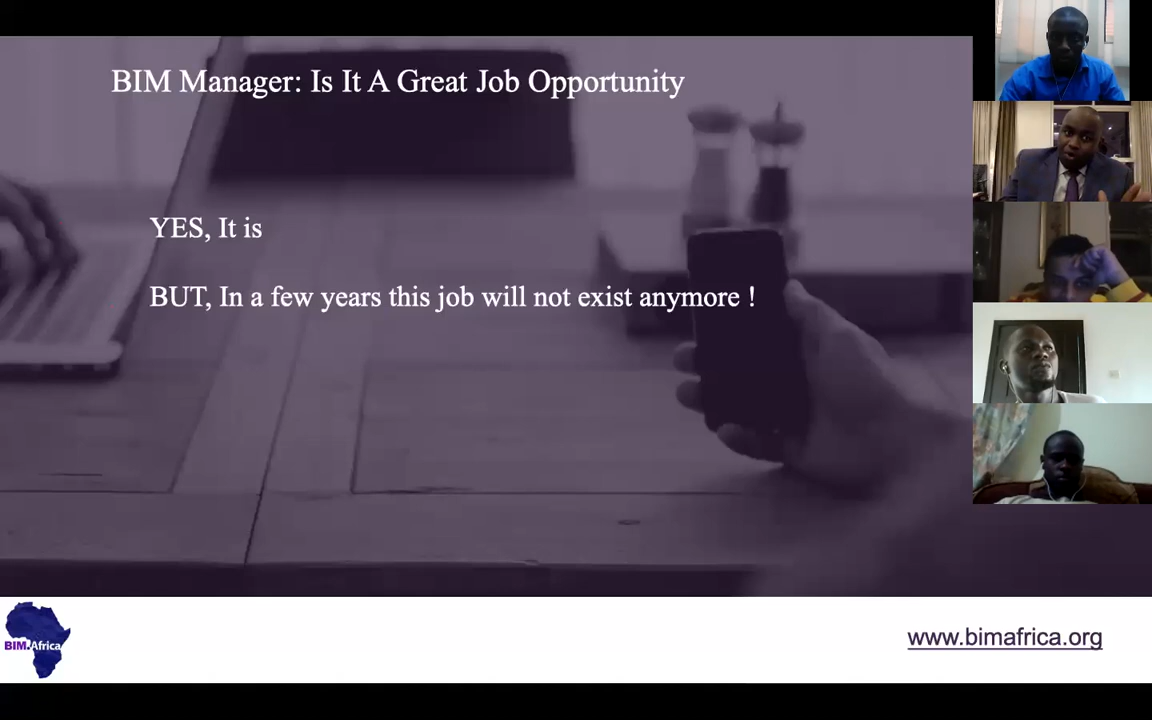 BIM Manager: Is It A Great Job Opportunity
YES, It is
BUT, In a few years this job will not exist anymore !
BIM.Africa
www.bimafrica.org